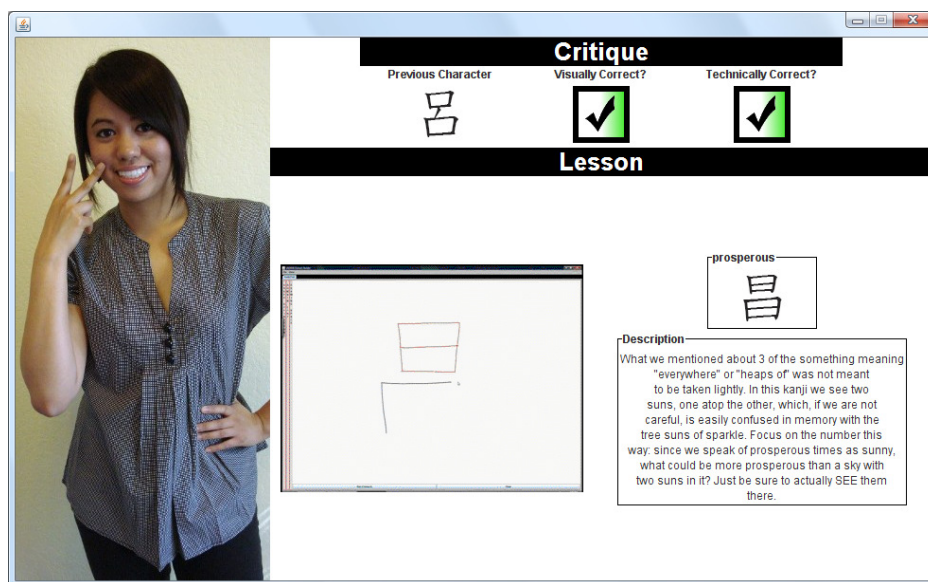 Critique
Previous Character
Visually Correct?
Technically Correct?
呂
Lesson
prosperous
昌
Description
What we mentioned about 3 of the something meaning
"everywhere" or "heaps of" was not meant
to be taken lightly. In this kanji we see two
suns, one atop the other, which, if we are not
careful, is easily confused in memory with the
tree suns of sparkle. Focus on the number this
way: since we speak of prosperous times as sunny,
what could be more prosperous than a sky with
two suns in it? Just be sure to actually SEE them
there.